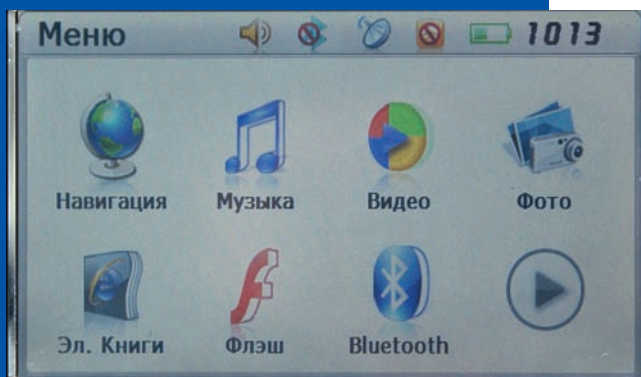 Меню 1013
Навигация Музыка Видео Фото
Эл. Книги Флэш Bluetooth